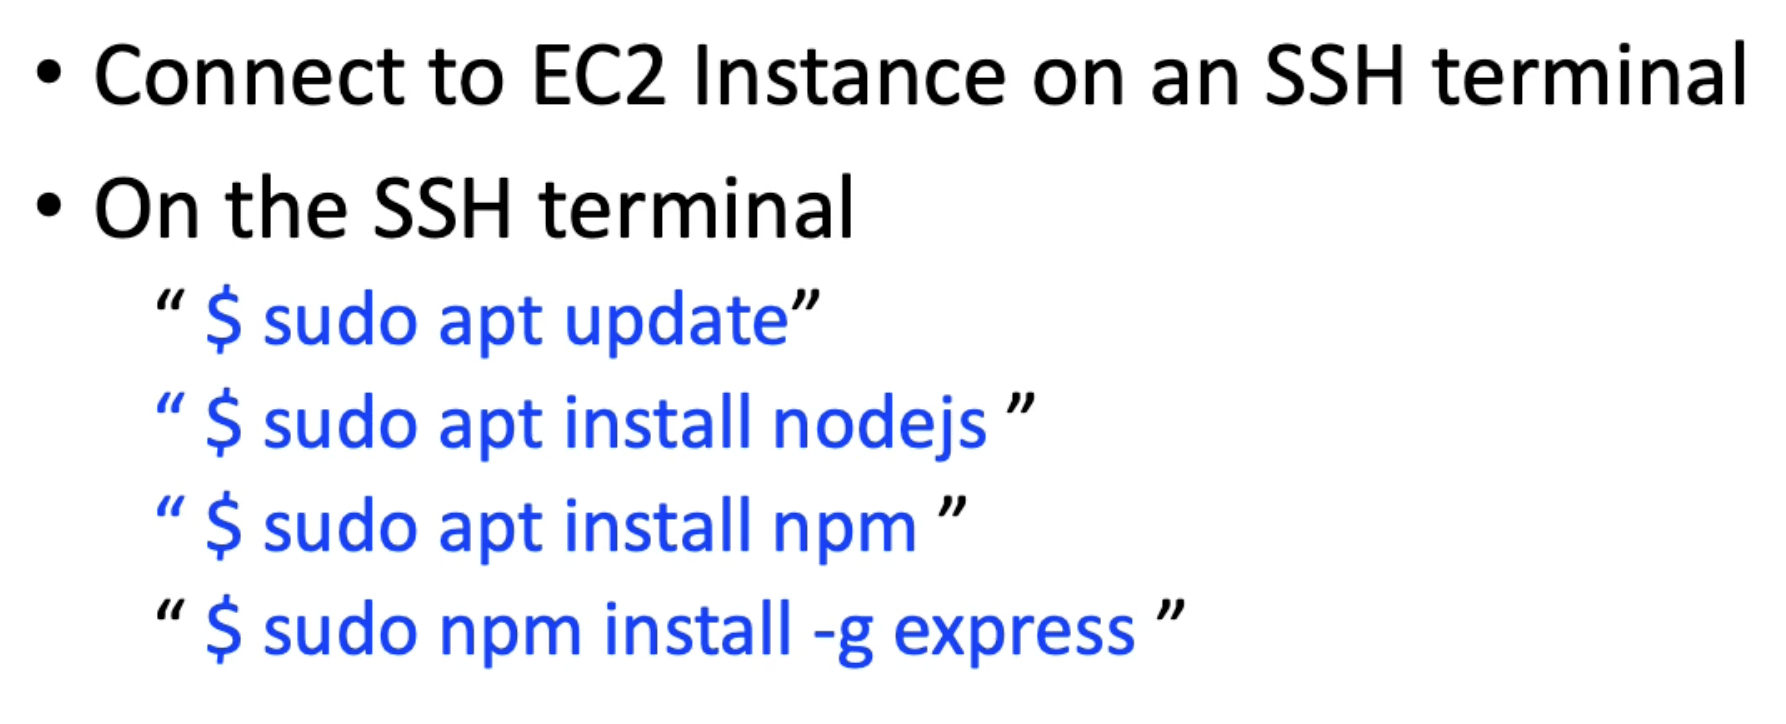 • Connect to EC2 Instance on an SSH terminal
• On the SSH terminal
“ $ sudo apt update”
“ $ sudo apt install nodejs ”
“ $ sudo apt install npm ”
“ $ sudo npm install -g express ”